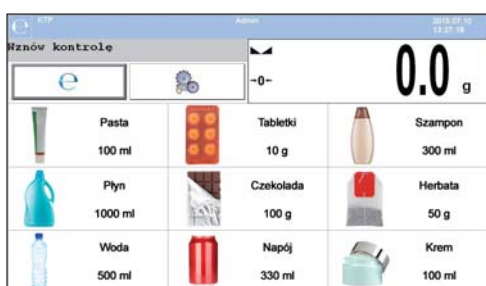 KTP
Admin
2015.07.10
13:27:18
Wznów kontrolę
e
-0-
0.0 g
Pasta
100 ml
Tabletki
10 g
Szampon
300 ml
Płyn
1000 ml
Czekolada
100 g
Herbata
50 g
Woda
500 ml
Napój
330 ml
Krem
100 ml